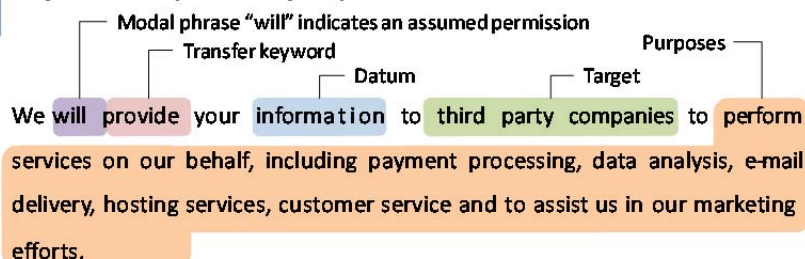 Modal phrase “will” indicates an assumed permission
Transfer keyword
Purposes
Datum
Target
We will provide your information to third party companies to perform
services on our behalf, including payment processing, data analysis, e-mail
delivery, hosting services, customer service and to assist us in our marketing
efforts.